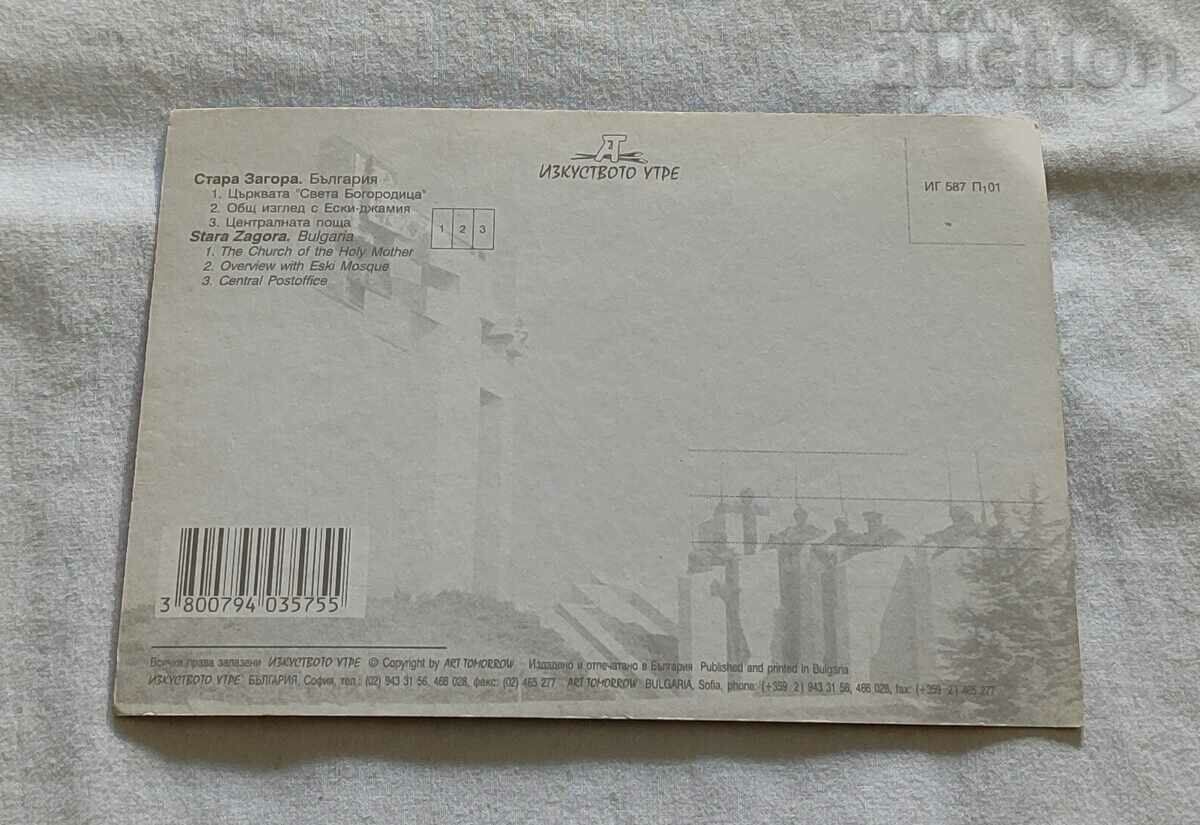 auction
ИЗКУСТВОТО УТРЕ
ИГ 587 П₁01
Стара Загора. България
1. Църквата "Света Богородица"
2. Общ изглед с Ески-джамия
3. Централната поща
Stara Zagora. Bulgaria
1. The Church of the Holy Mother
2. Overview with Eski Mosque
3. Central Postoffice
1 2 3
3 800794 035755
Всички права запазени ИЗКУСТВОТО УТРЕ © Copyright by ART TOMORROW Издадено и отпечатано в България Published and printed in Bulgaria
ИЗКУСТВОТО УТРЕ БЪЛГАРИЯ, София, тел.: (02) 943 31 56, 466 028, факс: (02) 465 277 ART TOMORROW BULGARIA, Sofia, phone: (+359 2) 943 31 56, 466 028, fax: (+359 2) 465 277